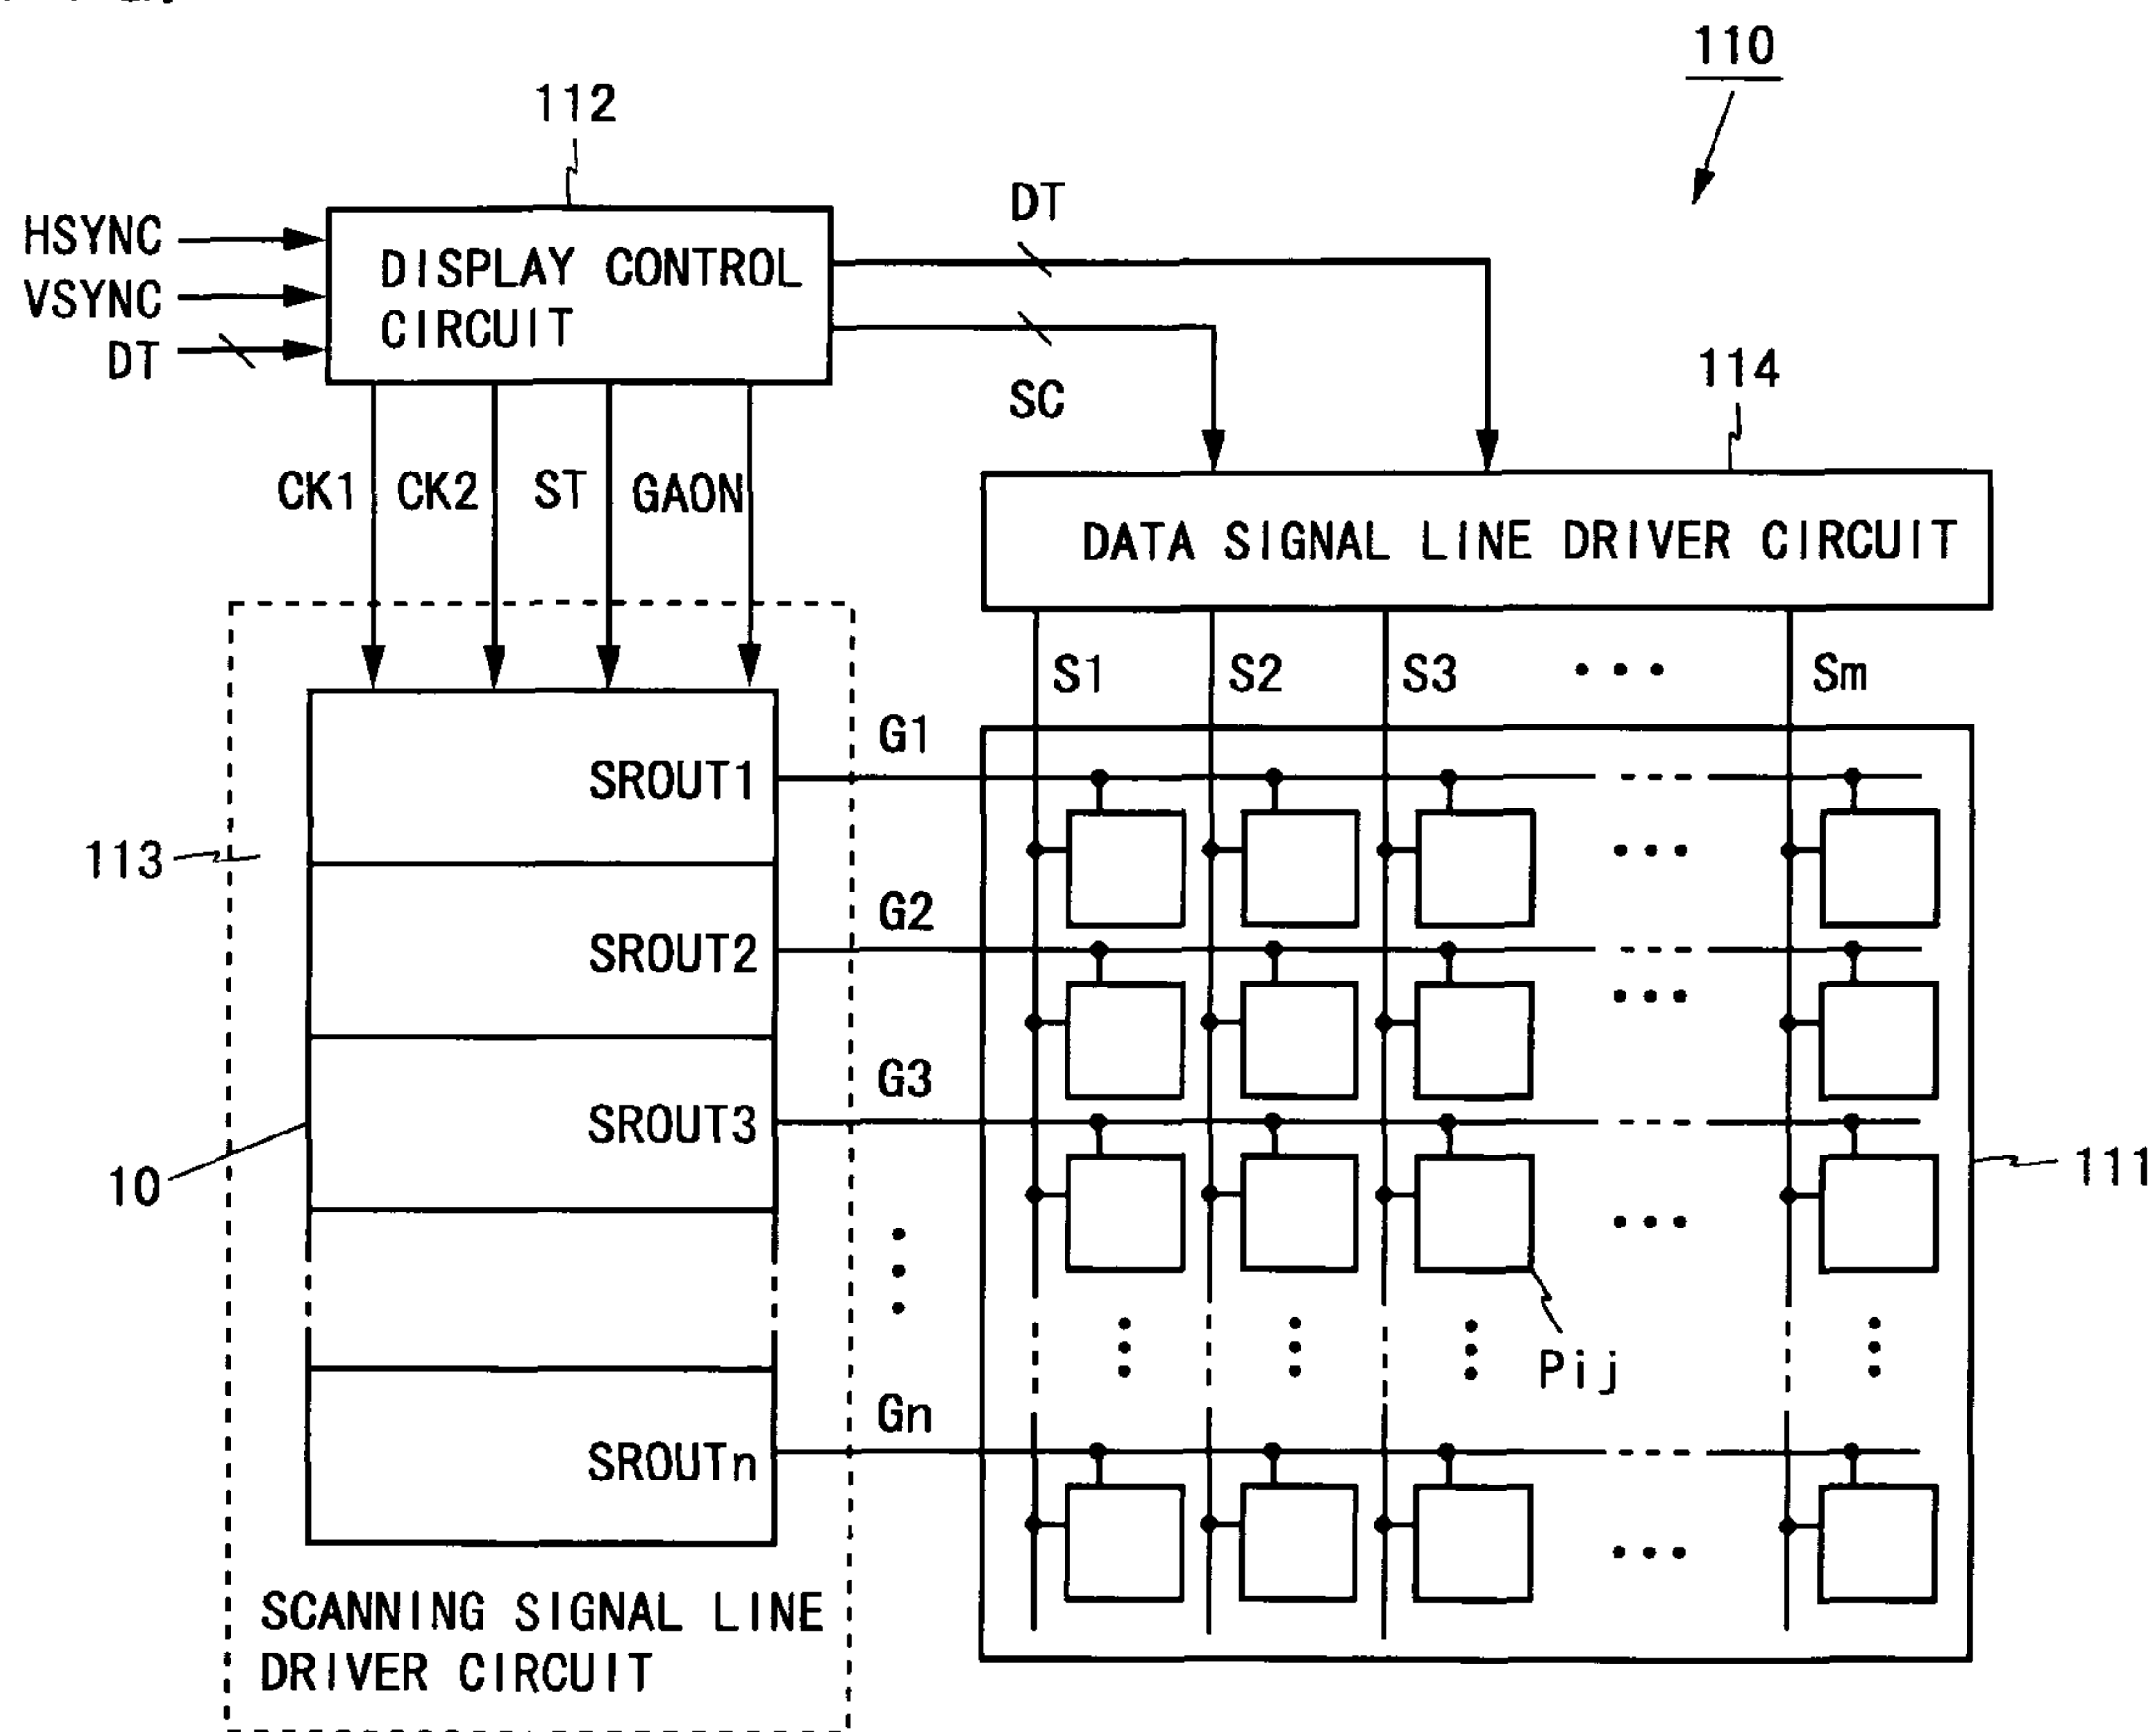 110
112
HSYNC
VSYNC
DT
DISPLAY CONTROL
CIRCUIT
DT
SC
114
CK1 CK2 ST GAON
DATA SIGNAL LINE DRIVER CIRCUIT
S1 S2 S3 ••• Sm
G1
SROUT1
113
G2
SROUT2
G3
SROUT3
10
111
Pij
Gn
SROUTn
SCANNING SIGNAL LINE
DRIVER CIRCUIT